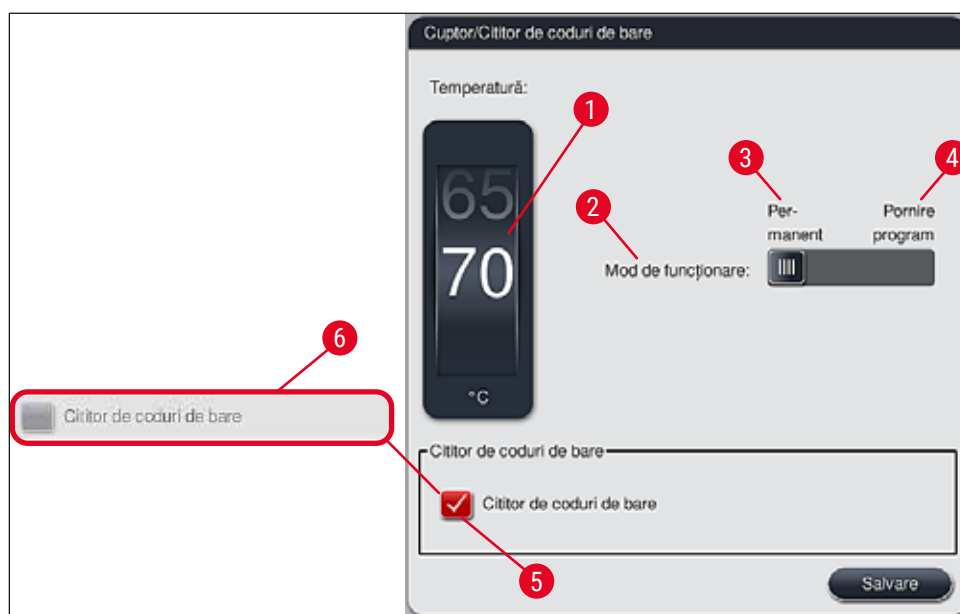 Cuptor/Cititor de coduri de bare
Temperatură:
1
3
4
65
Per-
manent
Pornire
program
2
70
Mod de funcționare:
6
°C
Cititor de coduri de bare
Cititor de coduri de bare
Cititor de coduri de bare
5
Salvare